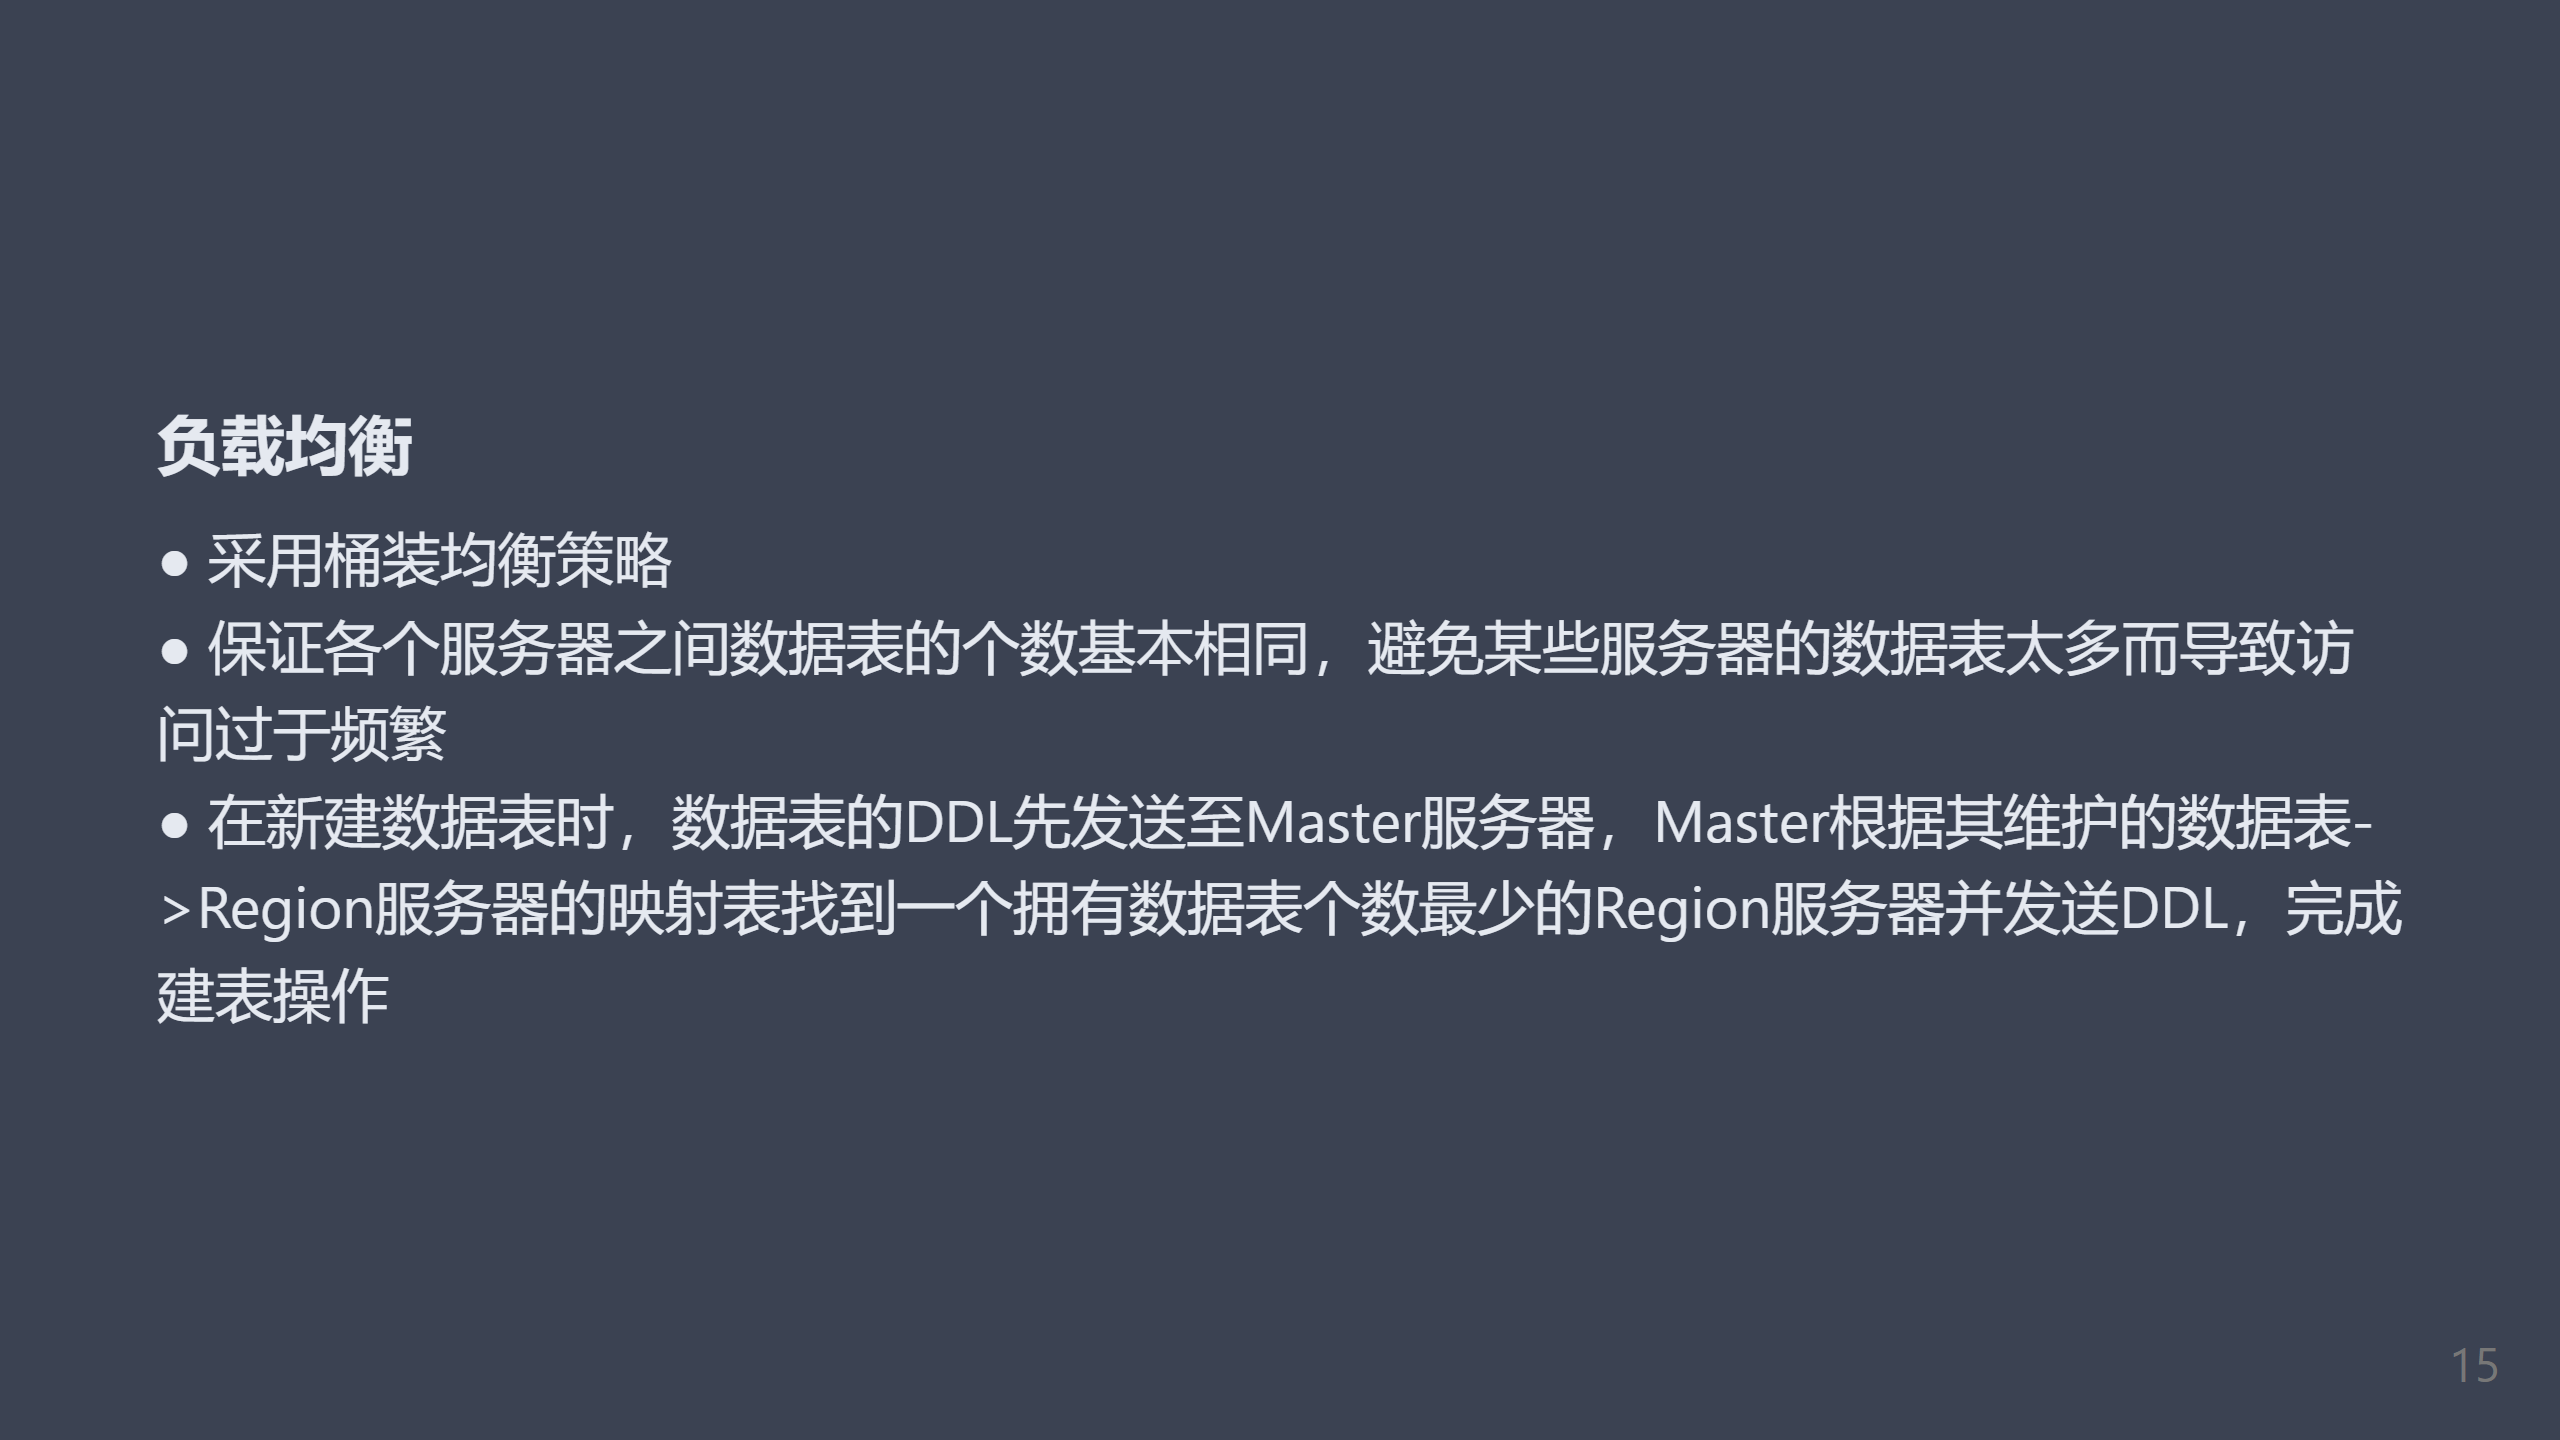 负载均衡
● 采用桶装均衡策略
● 保证各个服务器之间数据表的个数基本相同，避免某些服务器的数据表太多而导致访
问过于频繁
● 在新建数据表时，数据表的DDL先发送至Master服务器，Master根据其维护的数据表-
>Region服务器的映射表找到一个拥有数据表个数最少的Region服务器并发送DDL，完成
建表操作
15